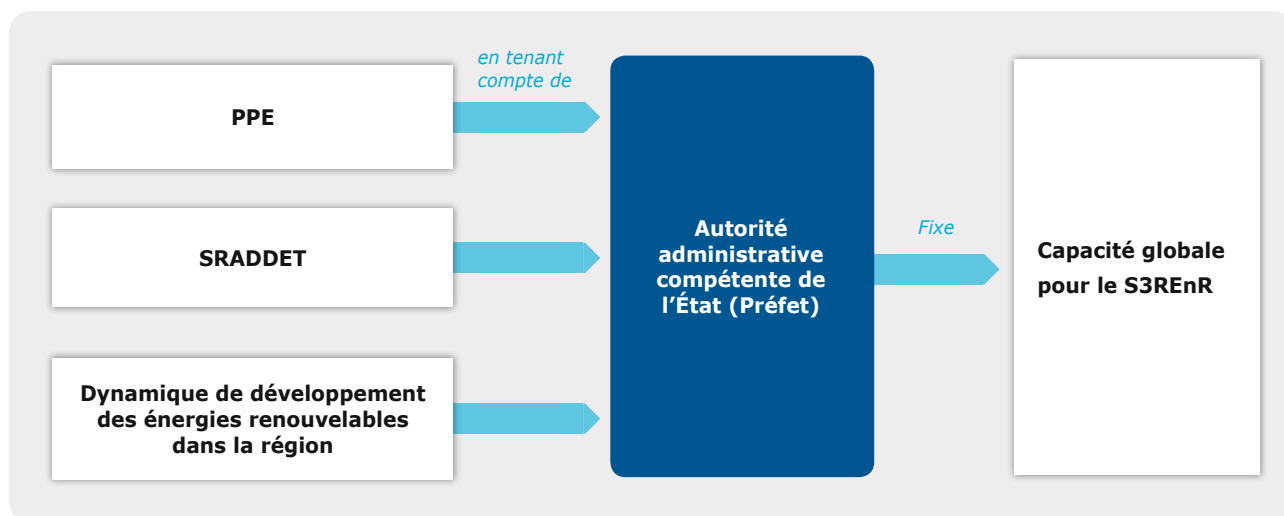 PPE
en tenant
compte de
SRADDET
Dynamique de développement
des énergies renouvelables
dans la région
Autorité
administrative
compétente de
l'État (Préfet)
Fixe
Capacité globale
pour le S3REnR